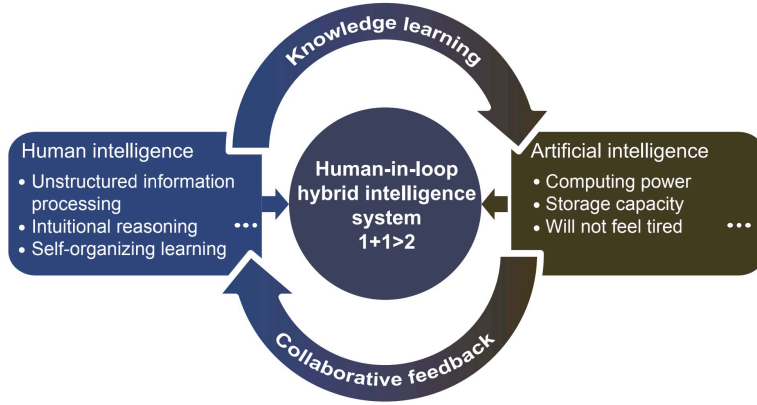 Knowledge learning
Human intelligence
• Unstructured information
processing
• Intuitional reasoning
• Self-organizing learning
...
Human-in-loop
hybrid intelligence
system
1+1>2
Artificial intelligence
• Computing power
• Storage capacity
• Will not feel tired
...
Collaborative feedback